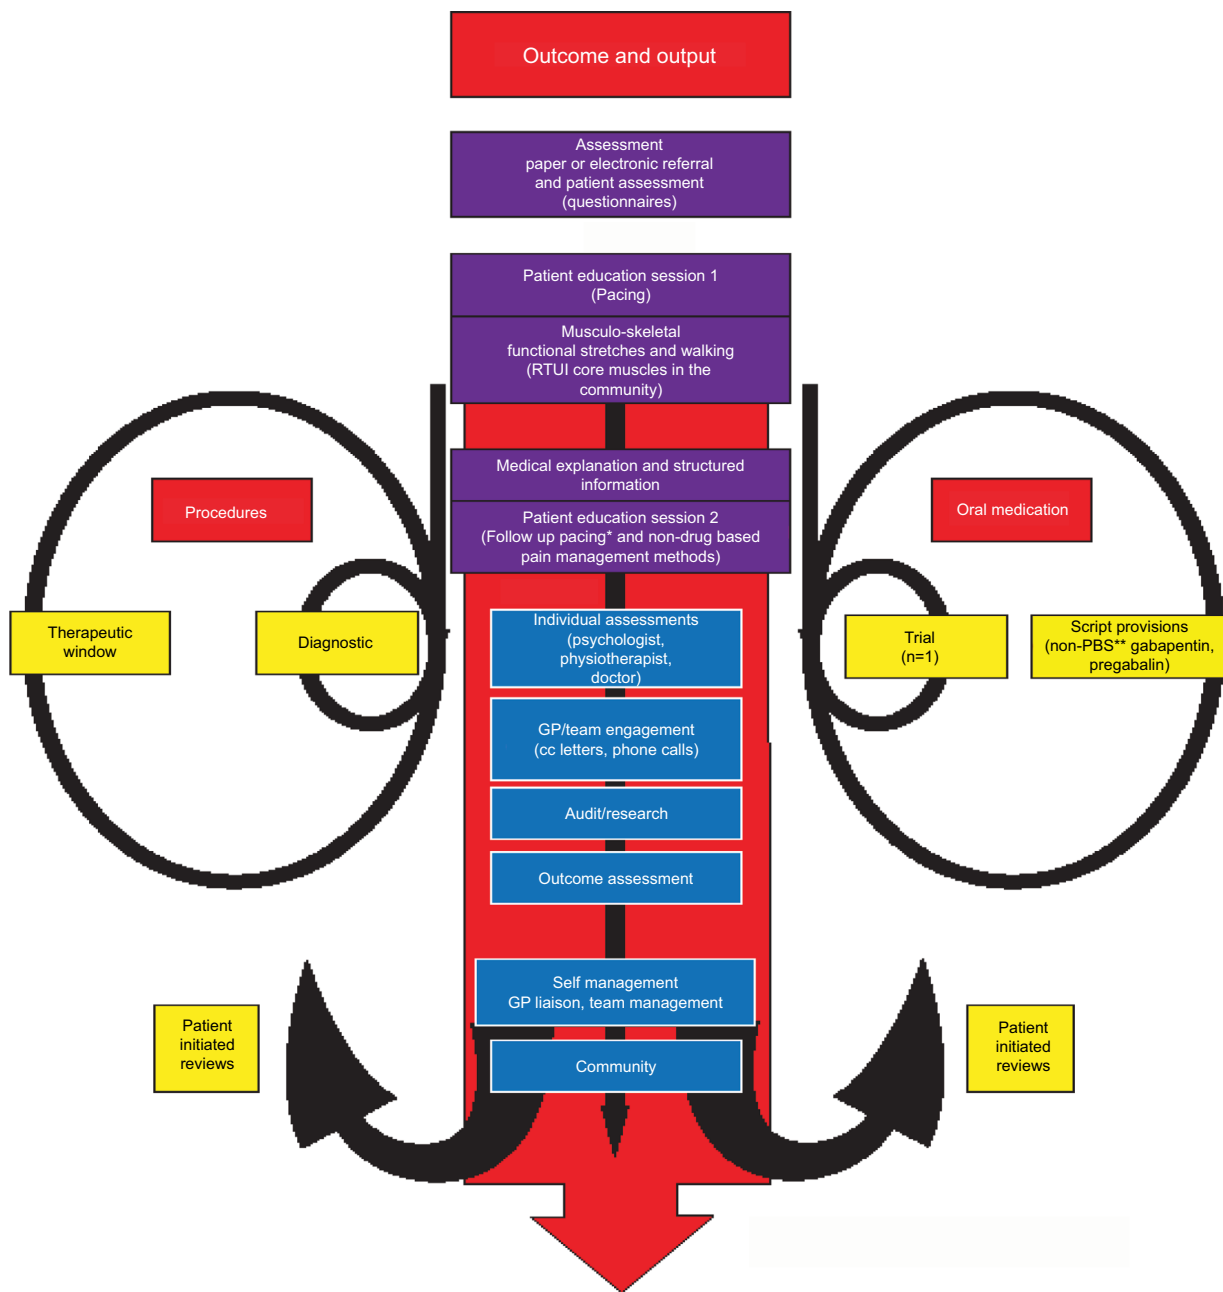 Outcome and output
Assessment
paper or electronic referral
and patient assessment
(questionnaires)
Patient education session 1
(Pacing)
Musculo-skeletal
functional stretches and walking
(RTUI core muscles in the
community)
Medical explanation and structured
information
Patient education session 2
(Follow up pacing* and non-drug based
pain management methods)
Procedures
Oral medication
Therapeutic
window
Diagnostic
Individual assessments
(psychologist,
physiotherapist,
doctor)
Trial
(n=1)
Script provisions
(non-PBS** gabapentin,
pregabalin)
GP/team engagement
(cc letters, phone calls)
Audit/research
Outcome assessment
Self management
GP liaison, team management
Patient
initiated
reviews
Community
Patient
initiated
reviews